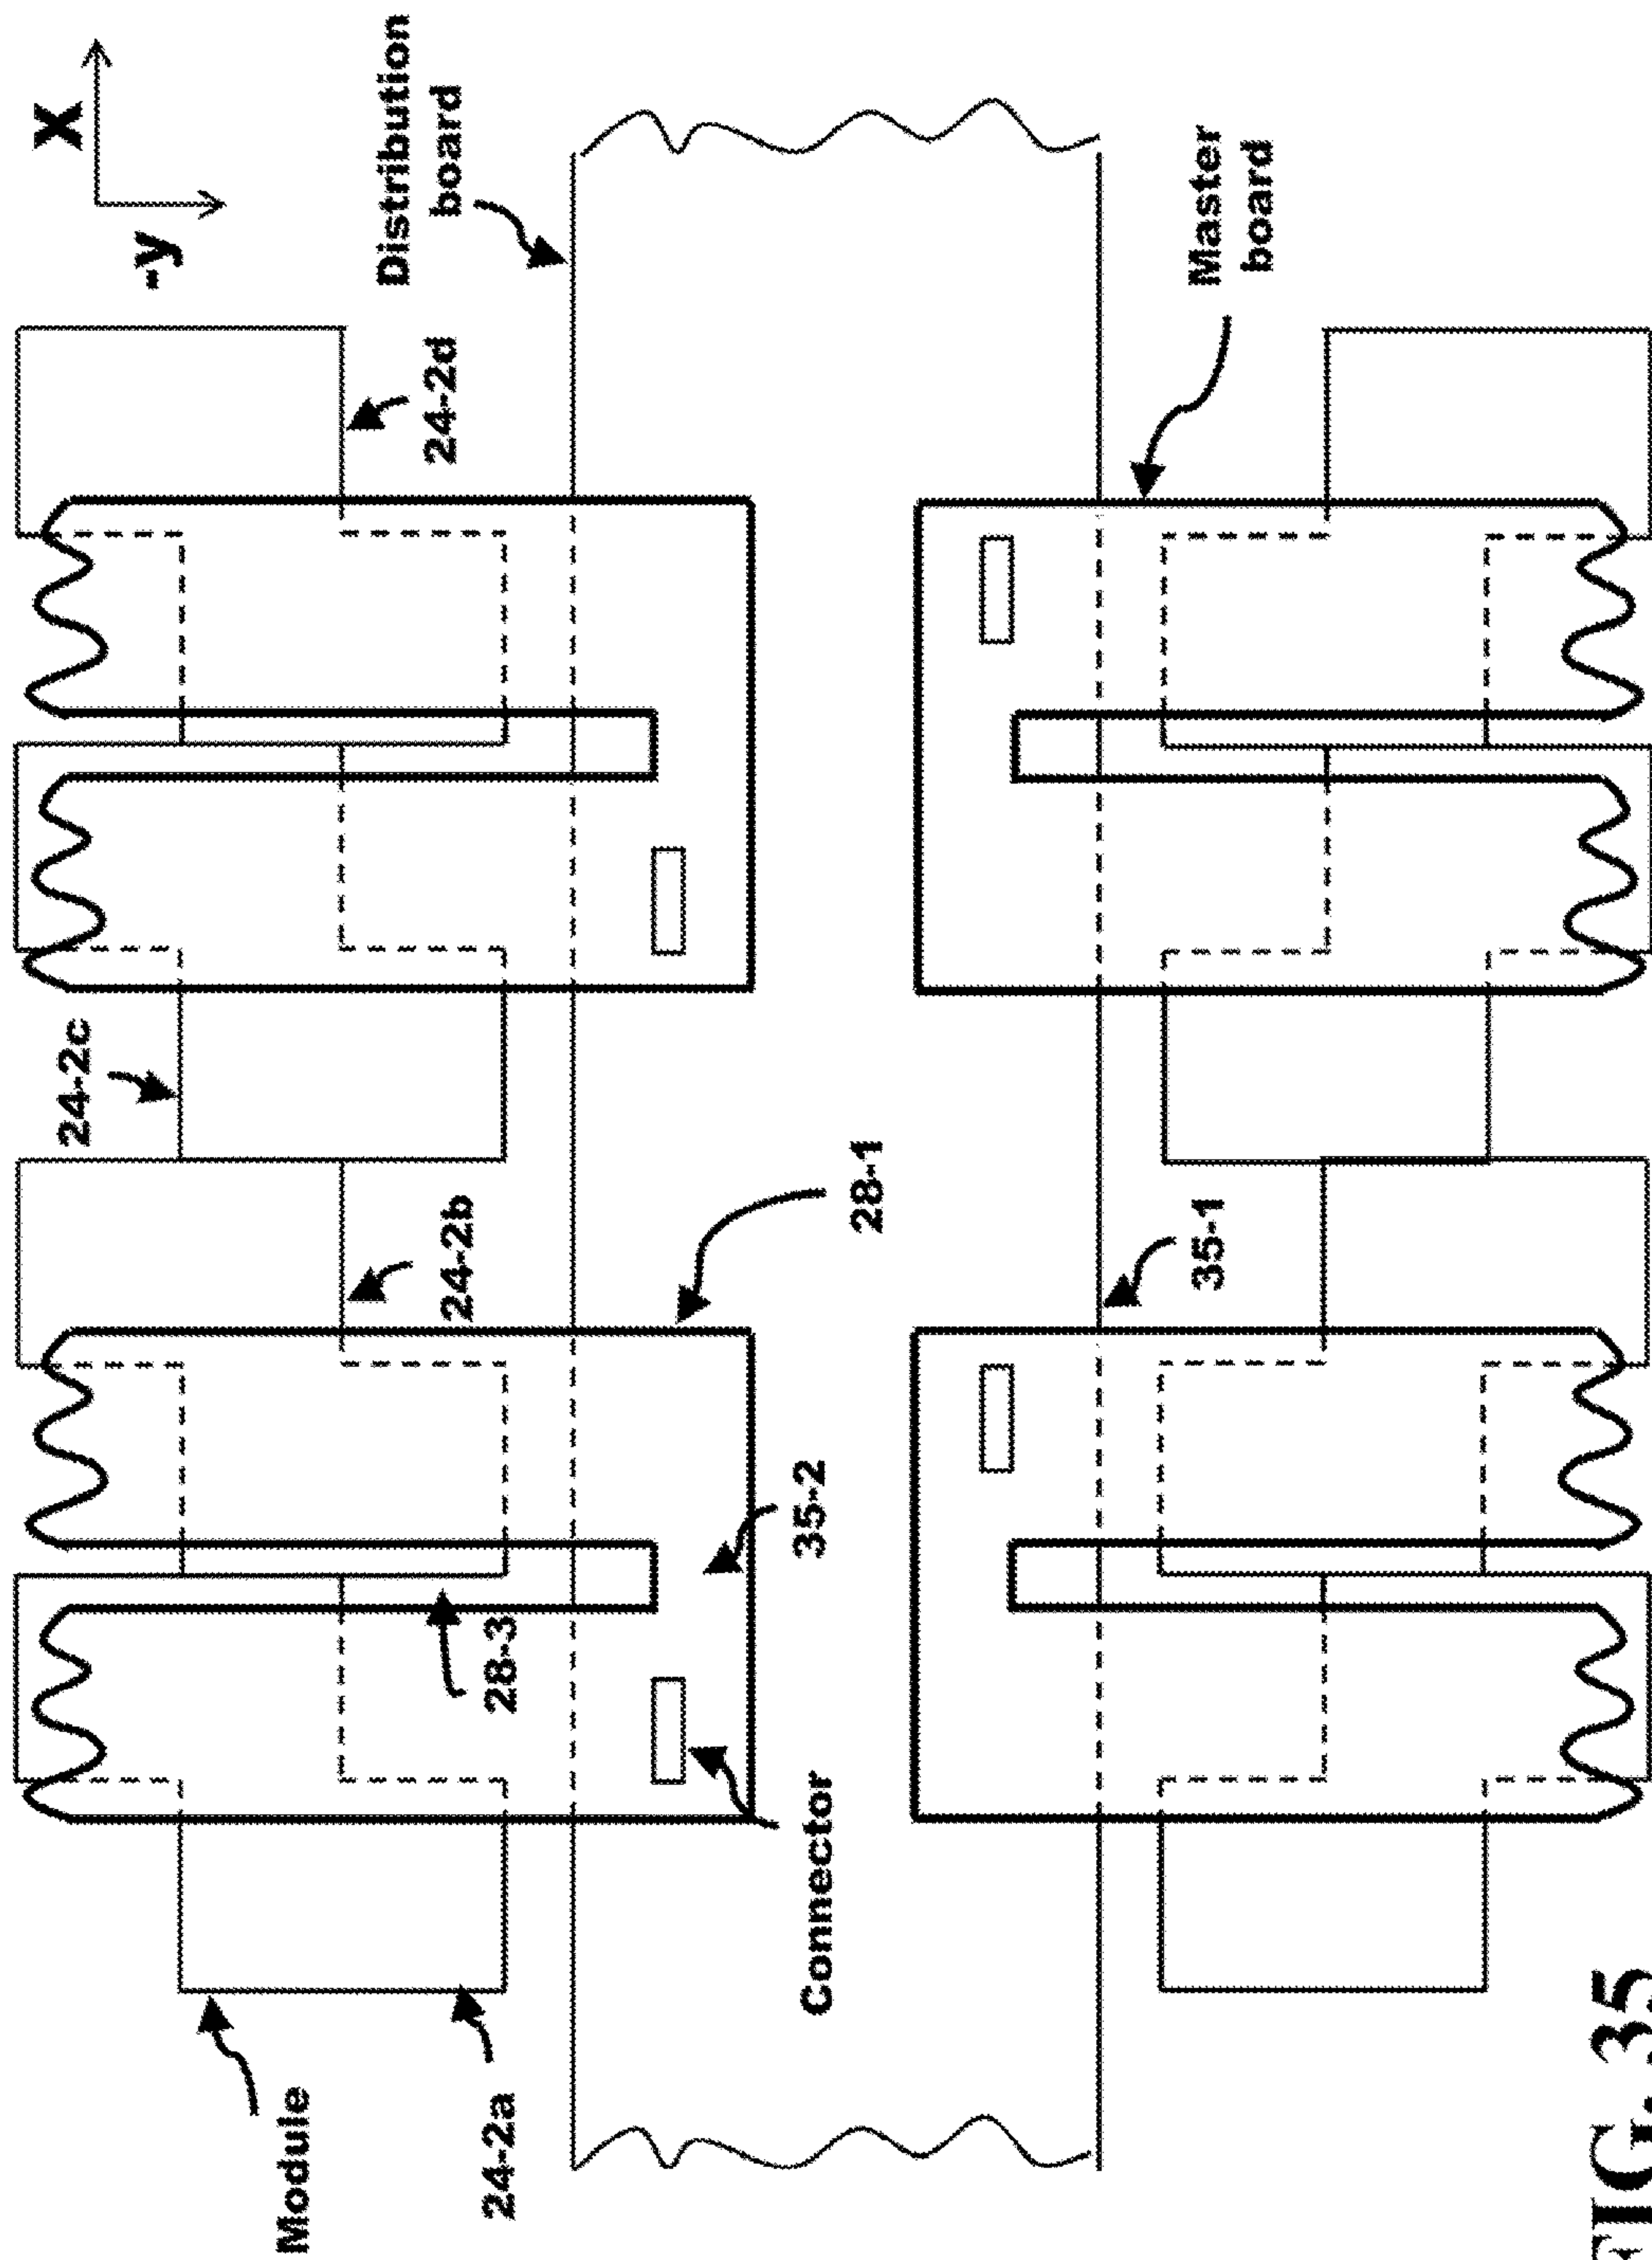 24-2c
X
-y
Module
Distribution
board
24-2a
28-3
24-2b
24-2d
Connector
35-2
28-1
35-1
Master
board
FIG. 35